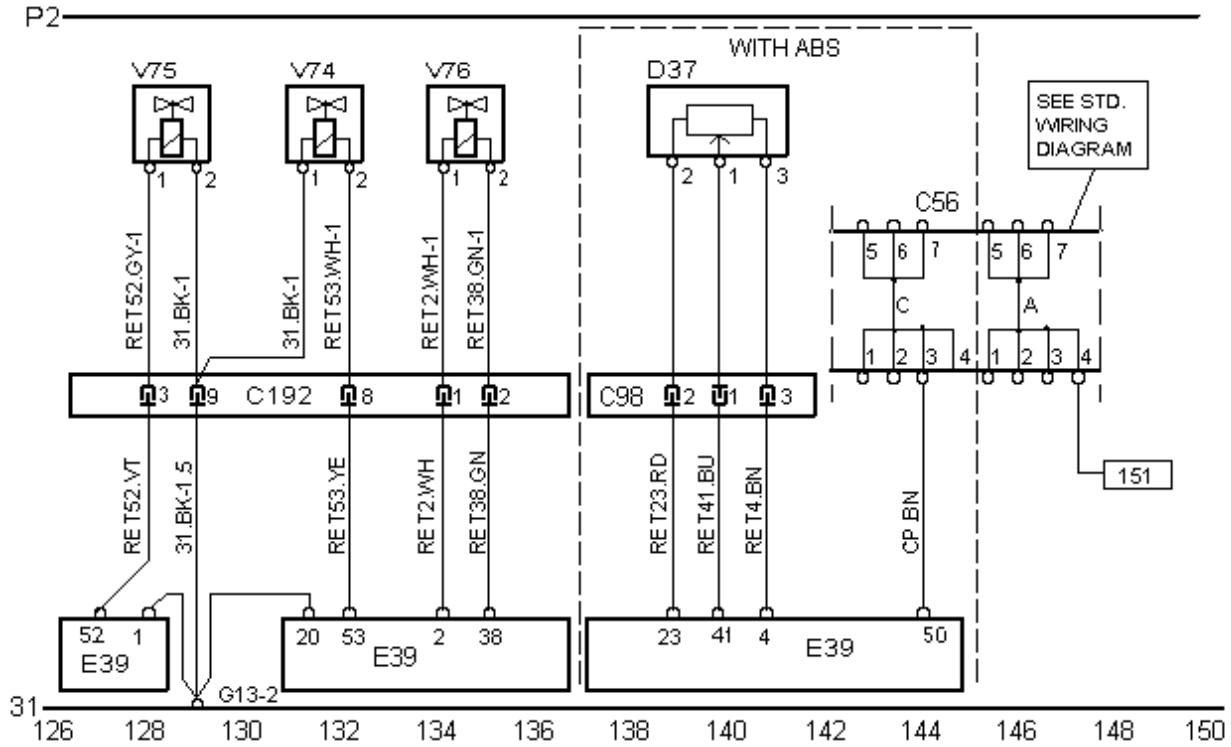 P2
WITH ABS
V75
V74
V76
D37
SEE STD.
WIRING
DIAGRAM
1
2
1
2
1
2
2
1
3
C56
5
6
7
5
6
7
RET52.GY-1
31.BK-1
31.BK-1
RET53.WH-1
RET2.WH-1
RET38.GN-1
C
A
1
2
3
4
1
2
3
4
3
9
C192
8
1
2
C98
2
1
3
151
RET52.VT
31.BK-1.5
RET53.YE
RET2.WH
RET38.GN
RET23.RD
RET41.BU
RET4.BN
CP.BN
52
1
E39
20
53
2
38
E39
23
41
4
50
E39
G13-2
31
126
128
130
132
134
136
138
140
142
144
146
148
150